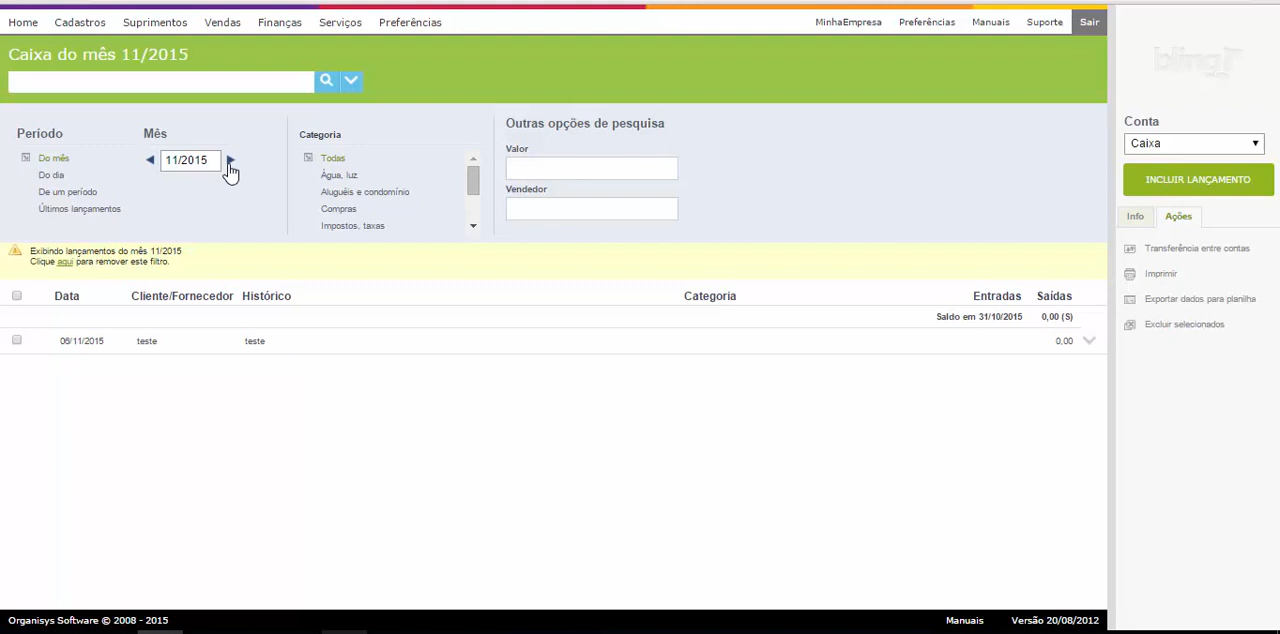 Home Cadastros Suprimentos Vendas Finanças Serviços Preferências MinhaEmpresa Preferências Manuais Suporte Sair
Caixa do mês 11/2015
bling!
Período Mês
Do mês 11/2015
Do dia
De um período
Últimos lançamentos
Categoria
Todas
Água, luz
Aluguéis e condomínio
Compras
Impostos, taxas
Outras opções de pesquisa
Valor
Vendedor
Conta
Caixa
INCLUIR LANÇAMENTO
Info Ações
Transferência entre contas
Imprimir
Exportar dados para planilha
Excluir selecionados
Exibindo lançamentos do mês 11/2015
Clique aqui para remover este filtro.
Data Cliente/Fornecedor Histórico Categoria Entradas Saídas
Saldo em 31/10/2015 0,00 (S)
06/11/2015 teste teste 0,00
Organisys Software © 2008 - 2015 Manuais Versão 20/08/2012